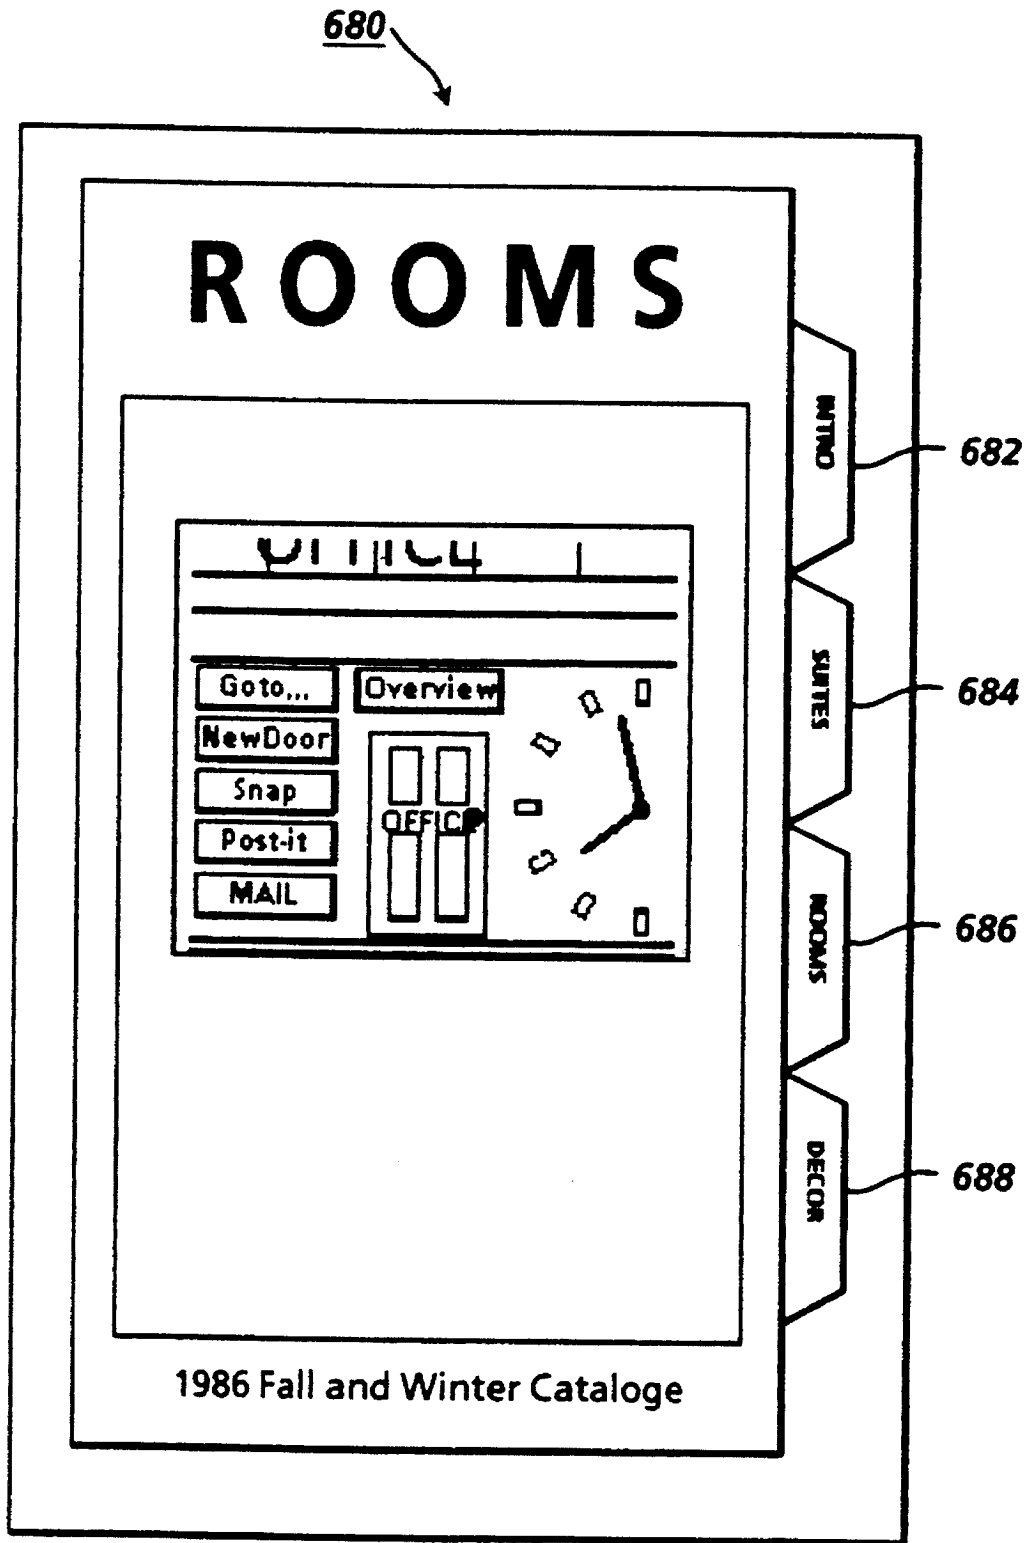 680
ROOMS
INTRO
682
Goto...
Overview
SUITES
684
NewDoor
Snap
OFFICE
Post-it
MAIL
ROOMS
686
DECOR
688
1986 Fall and Winter Cataloge